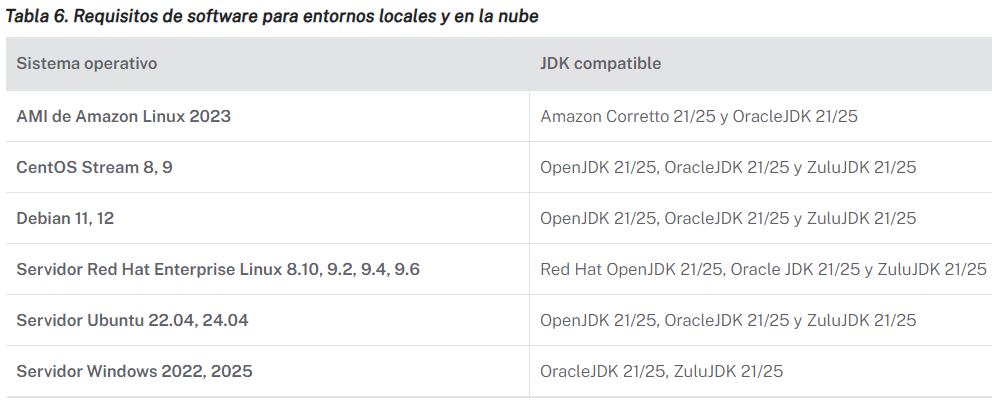 Tabla 6. Requisitos de software para entornos locales y en la nube
Sistema operativo JDK compatible
AMI de Amazon Linux 2023 Amazon Corretto 21/25 y OracleJDK 21/25
CentOS Stream 8, 9 OpenJDK 21/25, OracleJDK 21/25 y ZuluJDK 21/25
Debian 11, 12 OpenJDK 21/25, OracleJDK 21/25 y ZuluJDK 21/25
Servidor Red Hat Enterprise Linux 8.10, 9.2, 9.4, 9.6 Red Hat OpenJDK 21/25, Oracle JDK 21/25 y ZuluJDK 21/25
Servidor Ubuntu 22.04, 24.04 OpenJDK 21/25, OracleJDK 21/25 y ZuluJDK 21/25
Servidor Windows 2022, 2025 OracleJDK 21/25, ZuluJDK 21/25